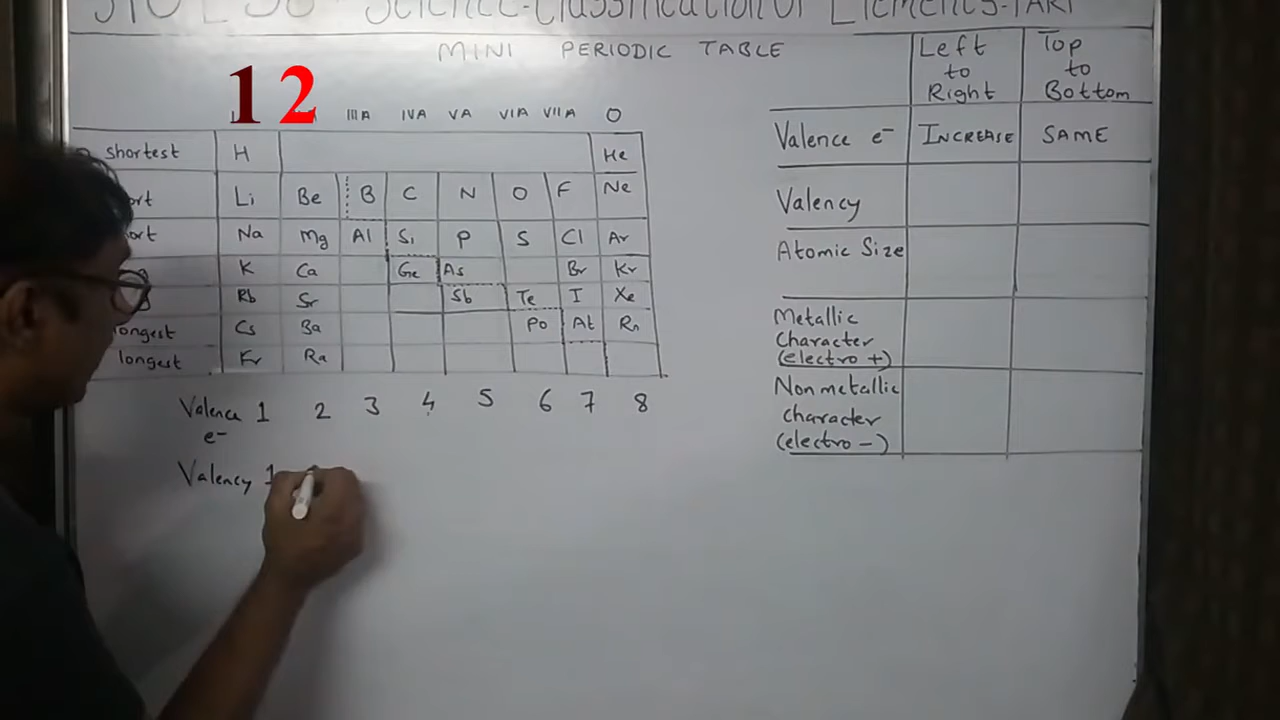 Science-Classification of Elements-PART
MINI PERIODIC TABLE
1 2 IIIA IVA VA VIA VIIA O
shortest H He
Li Be B C N O F Ne
Na Mg Al Si P S Cl Ar
K Ca Ge As Br Kr
Rb Sr Sb Te I Xe
longest Cs Ba Po At Rn
longest Fr Ra
Valence 1 2 3 4 5 6 7 8
e-
Valency 1
Left to Right
Top to Bottom
Valence e- INCREASE SAME
Valency
Atomic Size
Metallic
Character
(electro +)
Non metallic
character
(electro -)